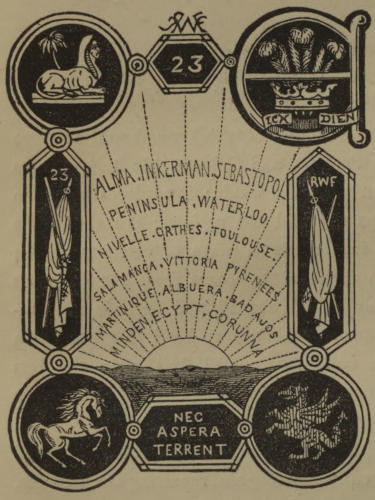 RWF
23
ICH DIEN
23
RWF
ALMA.INKERMAN.SEBASTOPOL
PENINSULA.WATERLOO
NIVELLE.ORTHES.TOULOUSE.
SALAMANCA.VITTORIA PYRENEES.
MARTINIQUE.ALBUERA.BADAJOS
MINDEN.EGYPT.CORUNNA
NEC
ASPERA
TERRENT